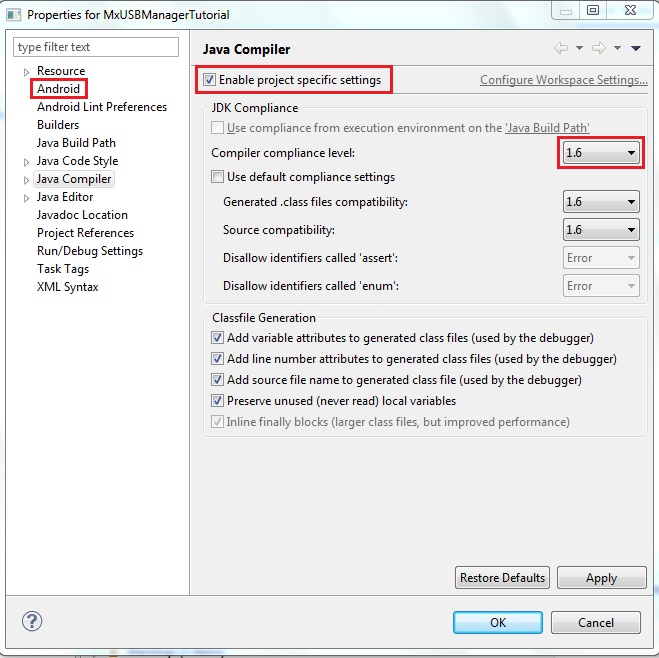 Properties for MxUSBManagerTutorial
type filter text
Resource
Android
Android Lint Preferences
Builders
Java Build Path
Java Code Style
Java Compiler
Java Editor
Javadoc Location
Project References
Run/Debug Settings
Task Tags
XML Syntax
Java Compiler
Enable project specific settings
Configure Workspace Settings...
JDK Compliance
Use compliance from execution environment on the 'Java Build Path'
Compiler compliance level: 1.6
Use default compliance settings
Generated .class files compatibility: 1.6
Source compatibility: 1.6
Disallow identifiers called 'assert': Error
Disallow identifiers called 'enum': Error
Classfile Generation
Add variable attributes to generated class files (used by the debugger)
Add line number attributes to generated class files (used by the debugger)
Add source file name to generated class file (used by the debugger)
Preserve unused (never read) local variables
Inline finally blocks (larger class files, but improved performance)
Restore Defaults Apply
? OK Cancel